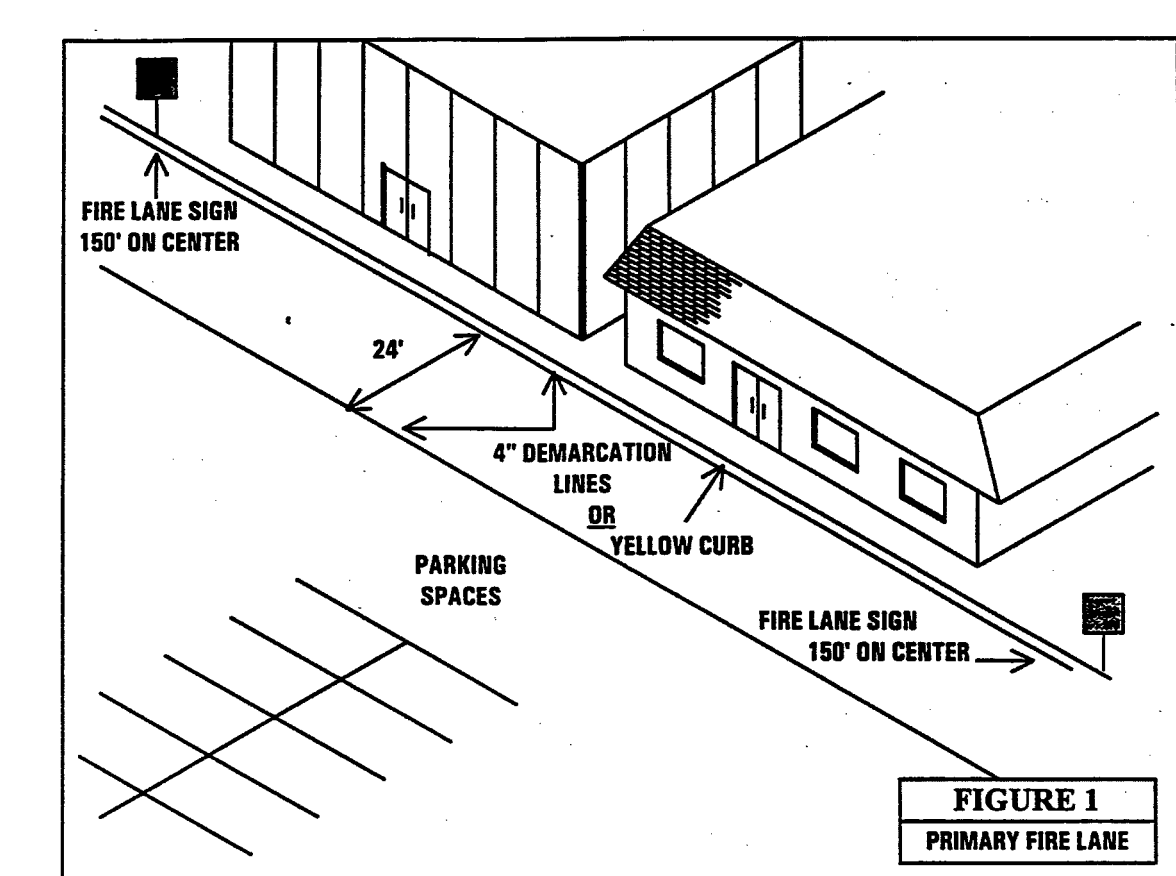 FIRE LANE SIGN
150' ON CENTER
24'
4" DEMARCATION
LINES
OR
YELLOW CURB
PARKING
SPACES
FIRE LANE SIGN
150' ON CENTER
FIGURE 1
PRIMARY FIRE LANE